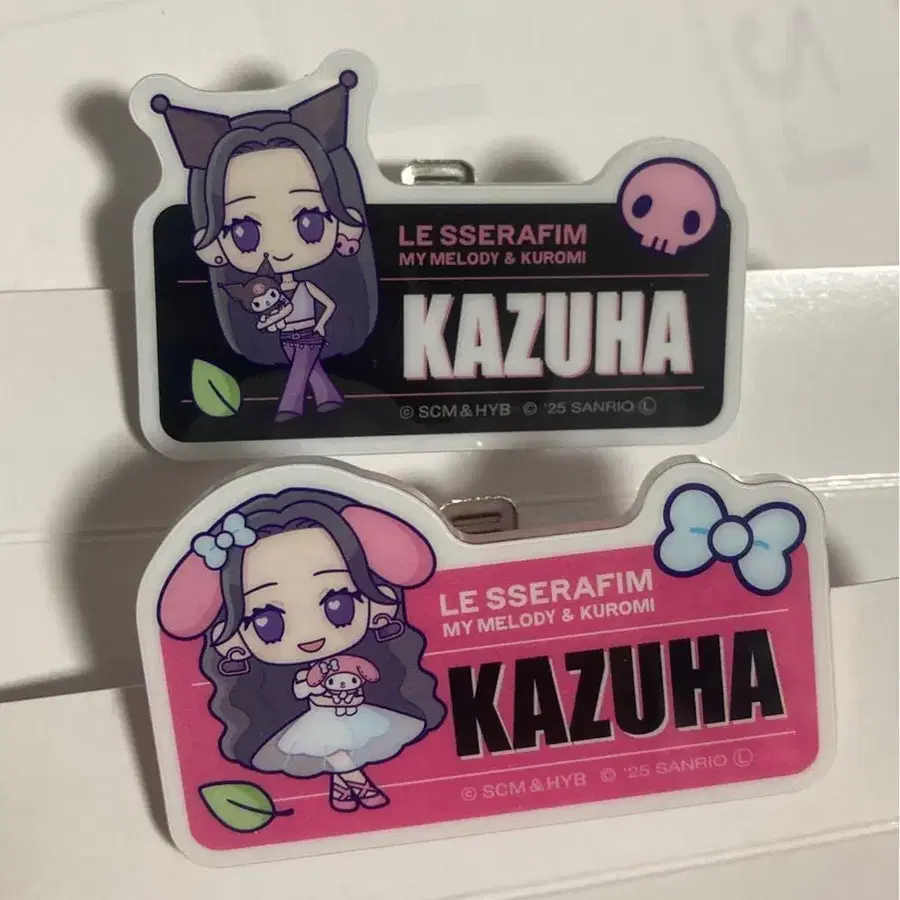 LE SSERAFIM
MY MELODY & KUROMI
KAZUHA
© SCM & HYB © '25 SANRIO Ⓛ
LE SSERAFIM
MY MELODY & KUROMI
KAZUHA
© SCM & HYB © '25 SANRIO Ⓛ